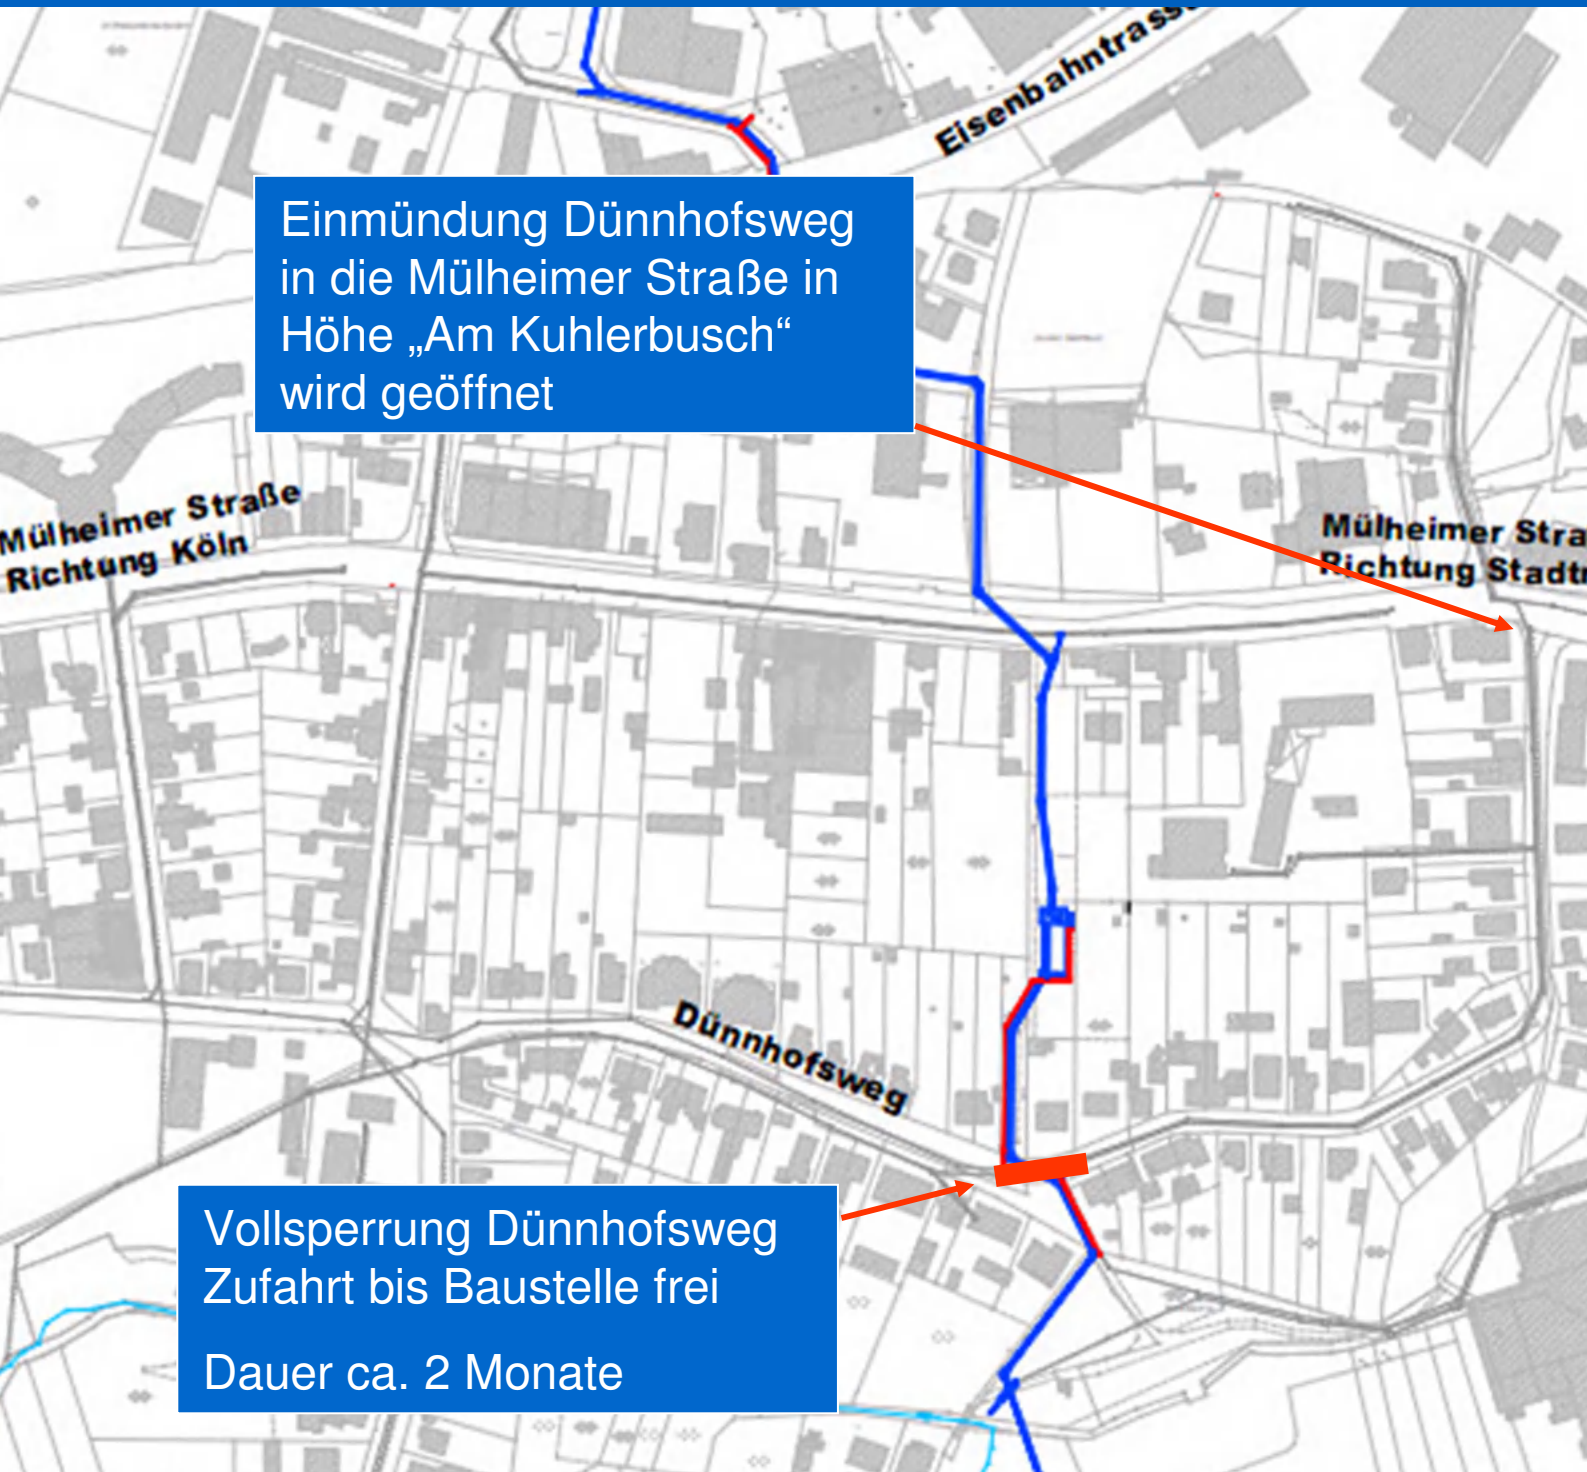 Eisenbahntrass
Einmündung Dünnhofsweg
in die Mülheimer Straße in
Höhe „Am Kuhlerbusch“
wird geöffnet
Mülheimer Straße
Richtung Köln
Mülheimer Stra
Richtung Stadt
Dünnhofsweg
Vollsperrung Dünnhofsweg
Zufahrt bis Baustelle frei
Dauer ca. 2 Monate